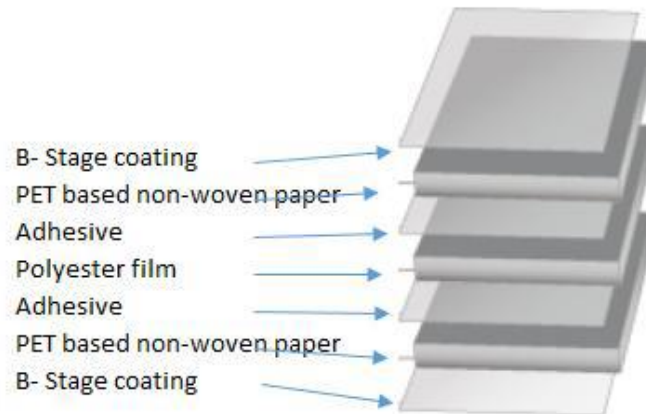 B- Stage coating
PET based non-woven paper
Adhesive
Polyester film
Adhesive
PET based non-woven paper
B- Stage coating